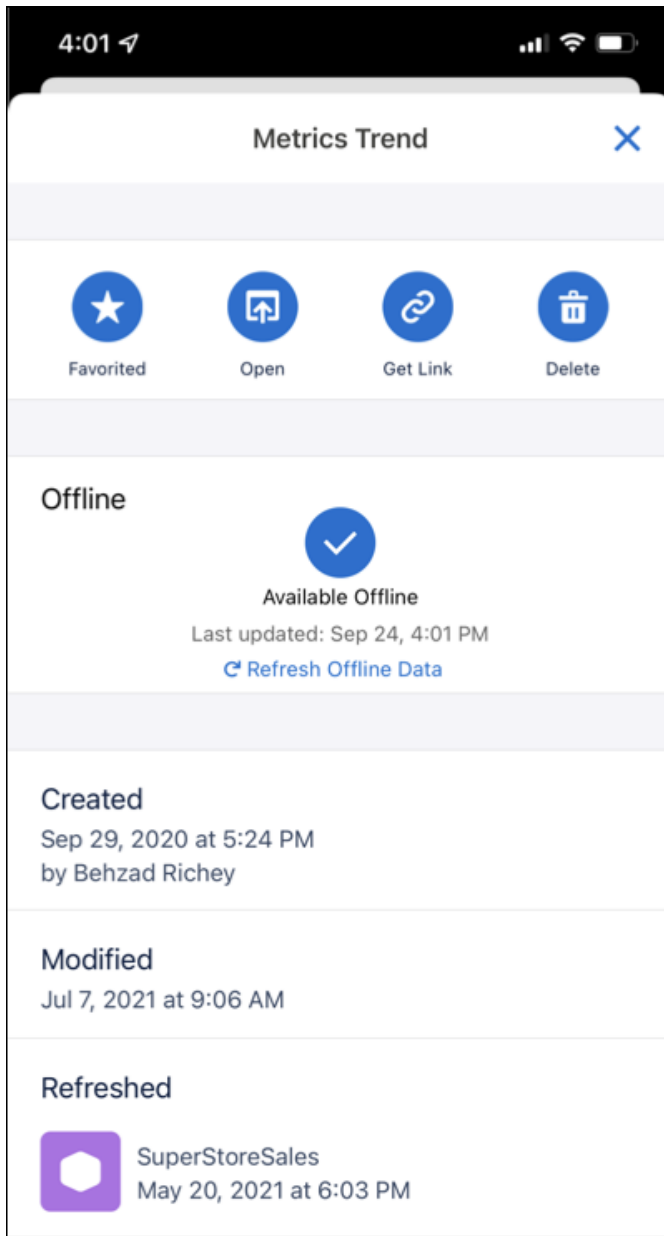 4:01
Metrics Trend
Favorited
Open
Get Link
Delete
Offline
Available Offline
Last updated: Sep 24, 4:01 PM
Refresh Offline Data
Created
Sep 29, 2020 at 5:24 PM
by Behzad Richey
Modified
Jul 7, 2021 at 9:06 AM
Refreshed
SuperStoreSales
May 20, 2021 at 6:03 PM